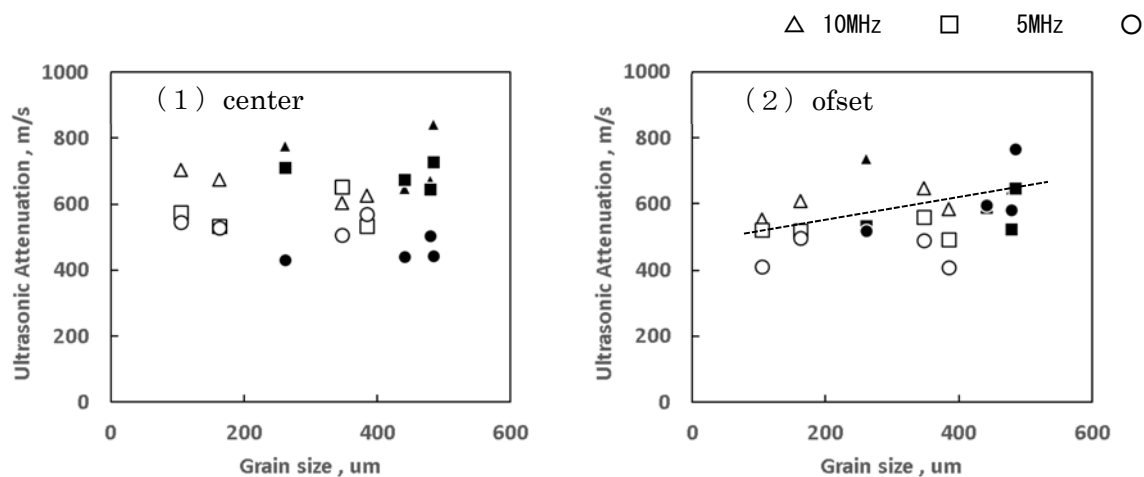 △ 10MHz □ 5MHz ○
（1）center
1000
800
600
400
200
0
0 200 400 600
Ultrasonic Attenuation , m/s
Grain size , um
（2）ofset
1000
800
600
400
200
0
0 200 400 600
Ultrasonic Attenuation , m/s
Grain size , um